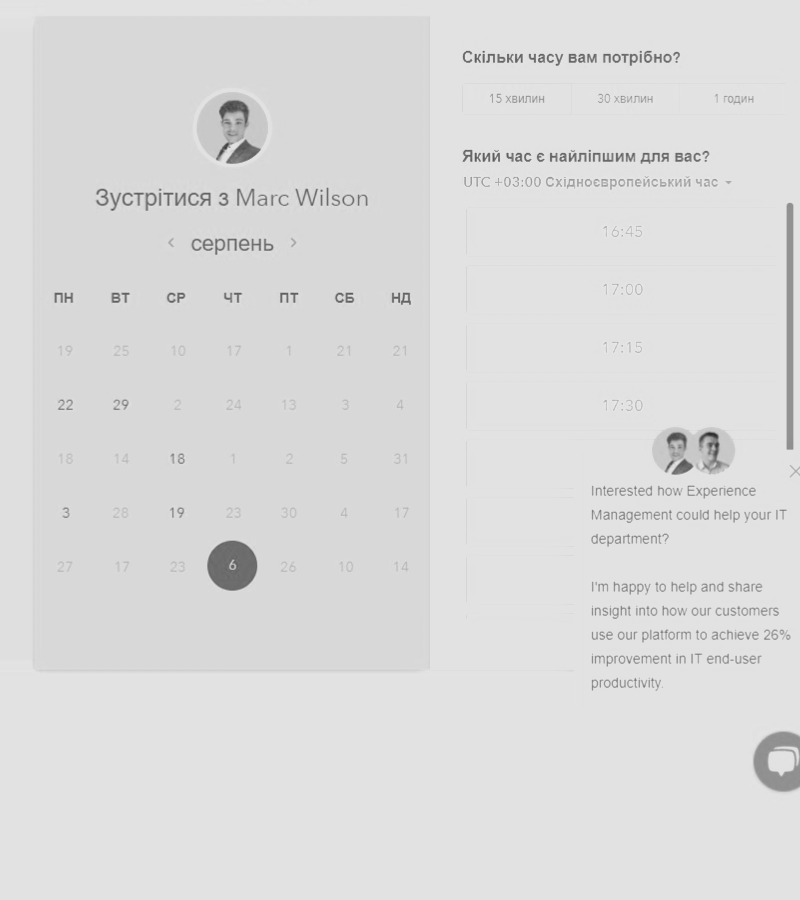 Зустрітися з Marc Wilson
серпень
ПН ВТ СР ЧТ ПТ СБ НД
19 25 10 17 1 21 21
22 29 2 24 13 3 4
18 14 18 1 2 5 31
3 28 19 23 30 4 17
27 17 23 6 26 10 14
Скільки часу вам потрібно?
15 хвилин 30 хвилин 1 годин
Який час є найліпшим для вас?
UTC +03:00 Східноєвропейський час
16:45
17:00
17:15
17:30
Interested how Experience
Management could help your IT
department?
I'm happy to help and share
insight into how our customers
use our platform to achieve 26%
improvement in IT end-user
productivity.